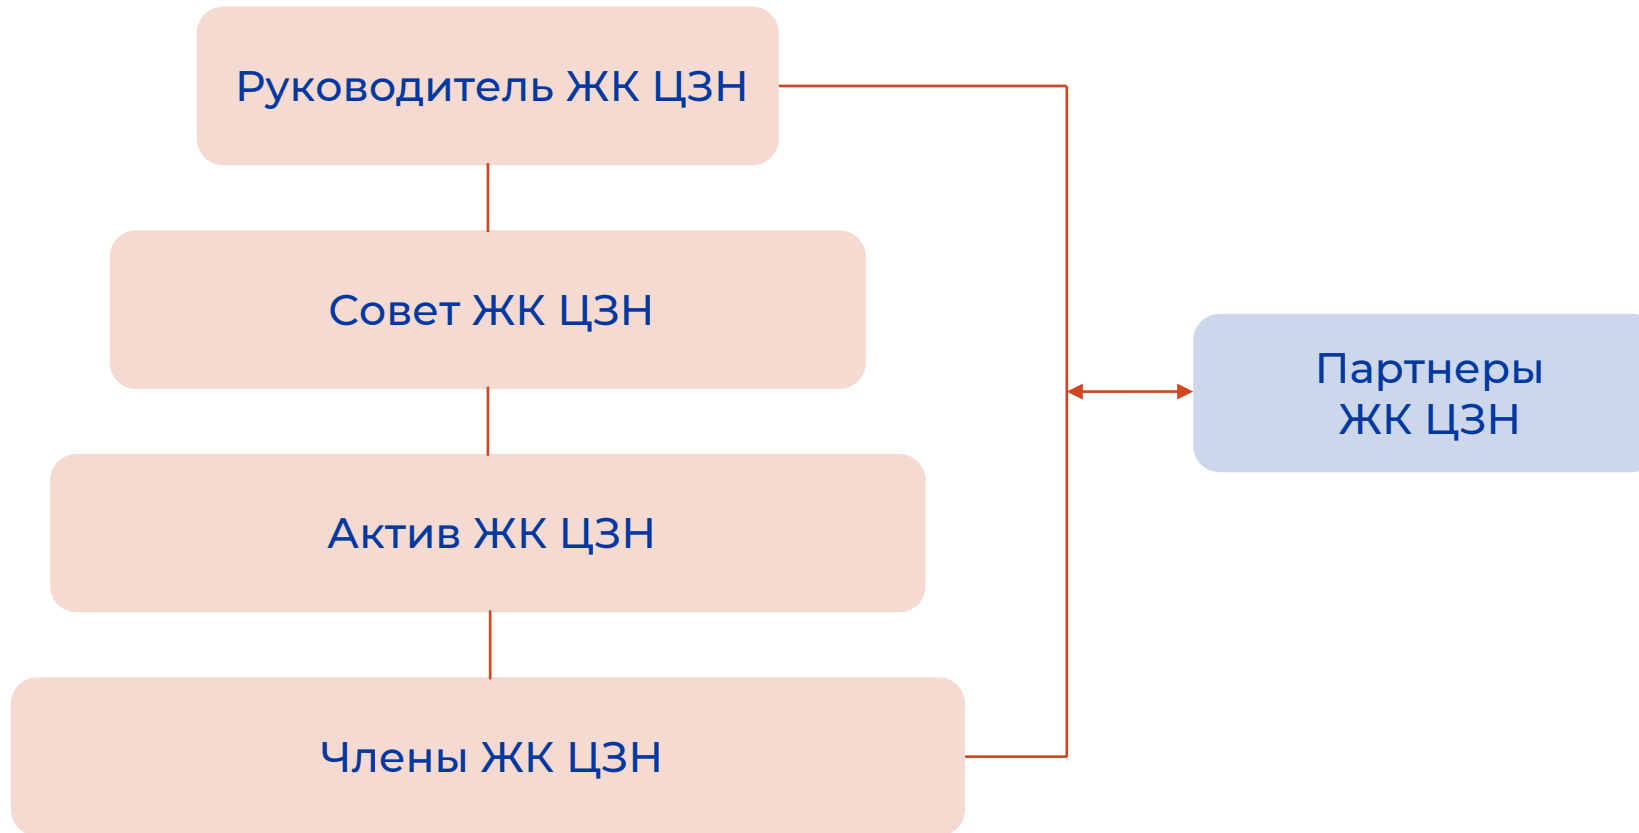 Руководитель ЖК ЦЗН
Совет ЖК ЦЗН
Актив ЖК ЦЗН
Члены ЖК ЦЗН
Партнеры
ЖК ЦЗН